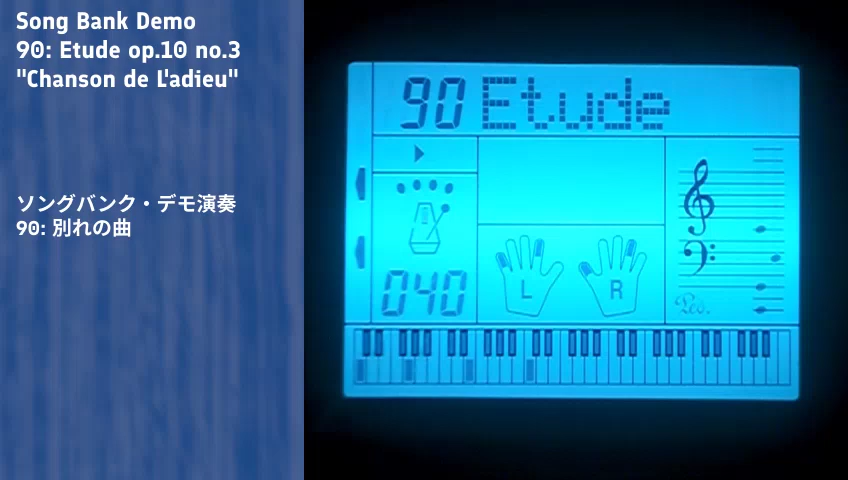 Song Bank Demo
90: Etude op.10 no.3
"Chanson de L'adieu"
ソングバンク・デモ演奏
90: 別れの曲
90 Etude
040
L
R
Ped.